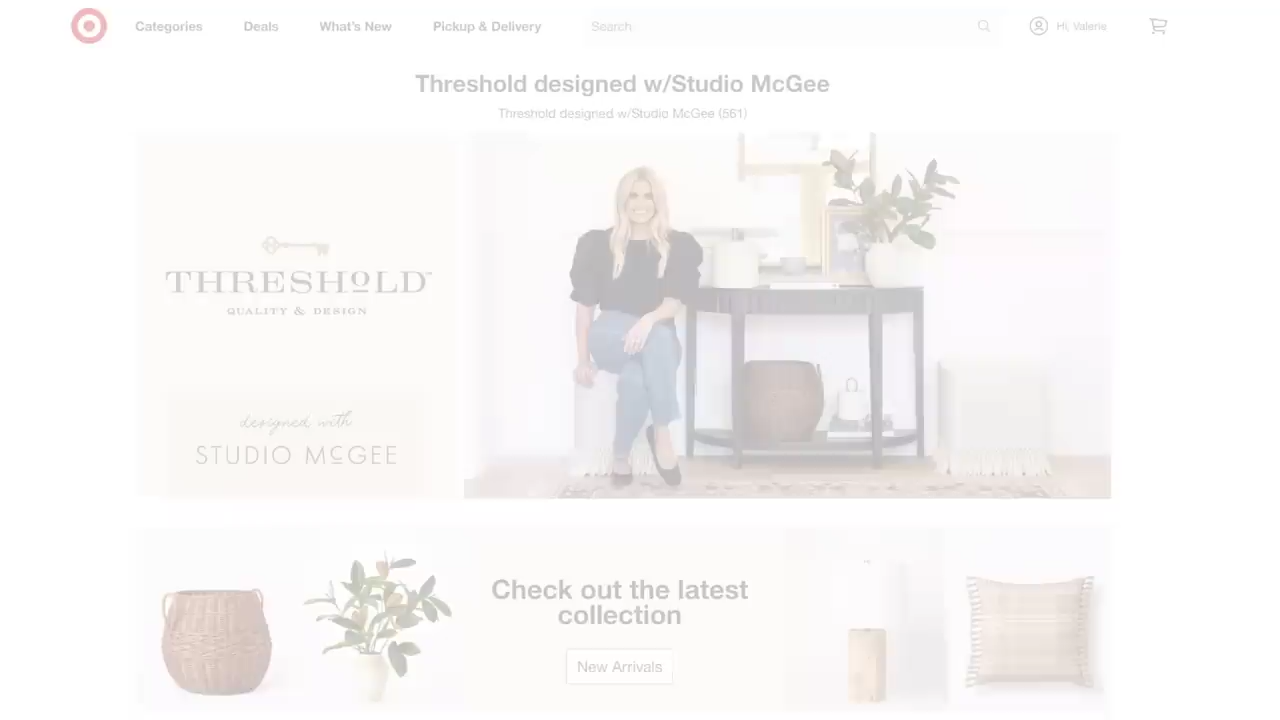 Categories Deals What's New Pickup & Delivery Search Hi, Valerie
Threshold designed w/Studio McGee
Threshold designed w/Studio McGee (561)
THRESHOLD
QUALITY & DESIGN
designed with
STUDIO McGEE
Check out the latest
collection
New Arrivals